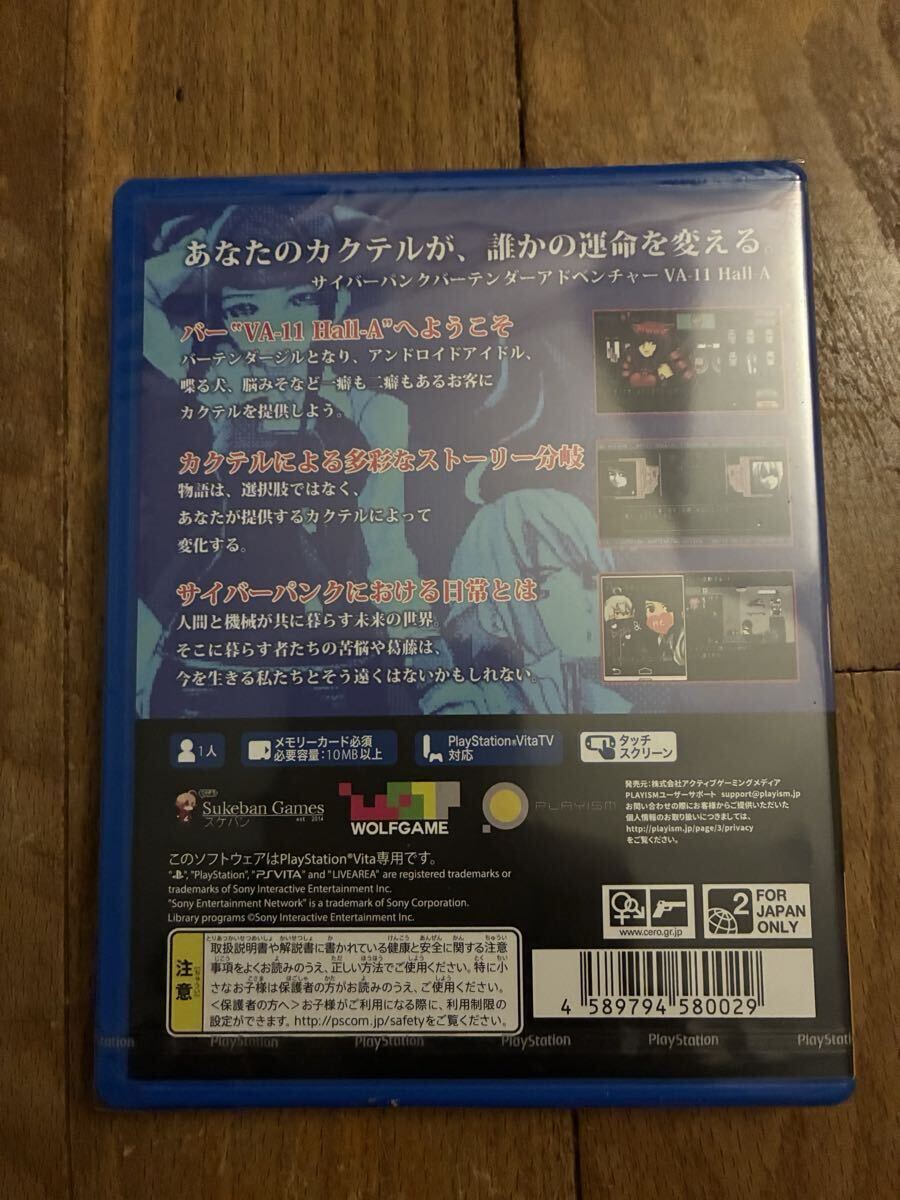 あなたのカクテルが、誰かの運命を変える。
サイバーパンクバーテンダーアドベンチャー VA-11 Hall-A
バー“VA-11 Hall-A”へようこそ
バーテンダージルとなり、アンドロイドアイドル、
喋る犬、脳みそなど一癖も二癖もあるお客に
カクテルを提供しよう。
カクテルによる多彩なストーリー分岐
物語は、選択肢ではなく、
あなたが提供するカクテルによって
変化する。
サイバーパンクにおける日常とは
人間と機械が共に暮らす未来の世界。
そこに暮らす者たちの苦悩や葛藤は、
今を生きる私たちとそう遠くはないかもしれない。
1人
メモリーカード必須
必要容量:10MB以上
PlayStation®VitaTV
対応
タッチ
スクリーン
Sukeban Games
スケバン est 2014
WOLFGAME
PLAYISM
発売元:株式会社アクティブゲーミングメディア
PLAYISMユーザーサポート support@playism.jp
お問い合わせの際にお客様からご提供いただいた
個人情報のお取り扱いにつきましては、
http://playism.jp/page/3/privacy
をご覧ください。
このソフトウェアはPlayStation®Vita専用です。
"PS", "PlayStation", "PSVITA" and "LIVEAREA" are registered trademarks or
trademarks of Sony Interactive Entertainment Inc.
"Sony Entertainment Network" is a trademark of Sony Corporation.
Library programs ©Sony Interactive Entertainment Inc.
注意
取扱説明書や解説書に書かれている健康と安全に関する注意
事項をよくお読みのうえ、正しい方法でご使用ください。特に小
さなお子様は保護者の方がお読みのうえ、ご使用ください。
<保護者の方へ>お子様がご利用になる際に、利用制限の
設定ができます。http://pscom.jp/safetyをご覧ください。
www.cero.gr.jp
2
FOR
JAPAN
ONLY
4 589794 580029
PlayStation PlayStation PlayStation PlayStation